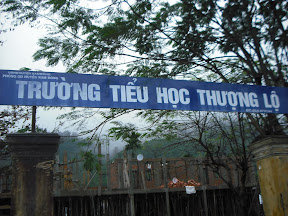 TRƯỜNG TIỂU HỌC THƯỢNG LỘ